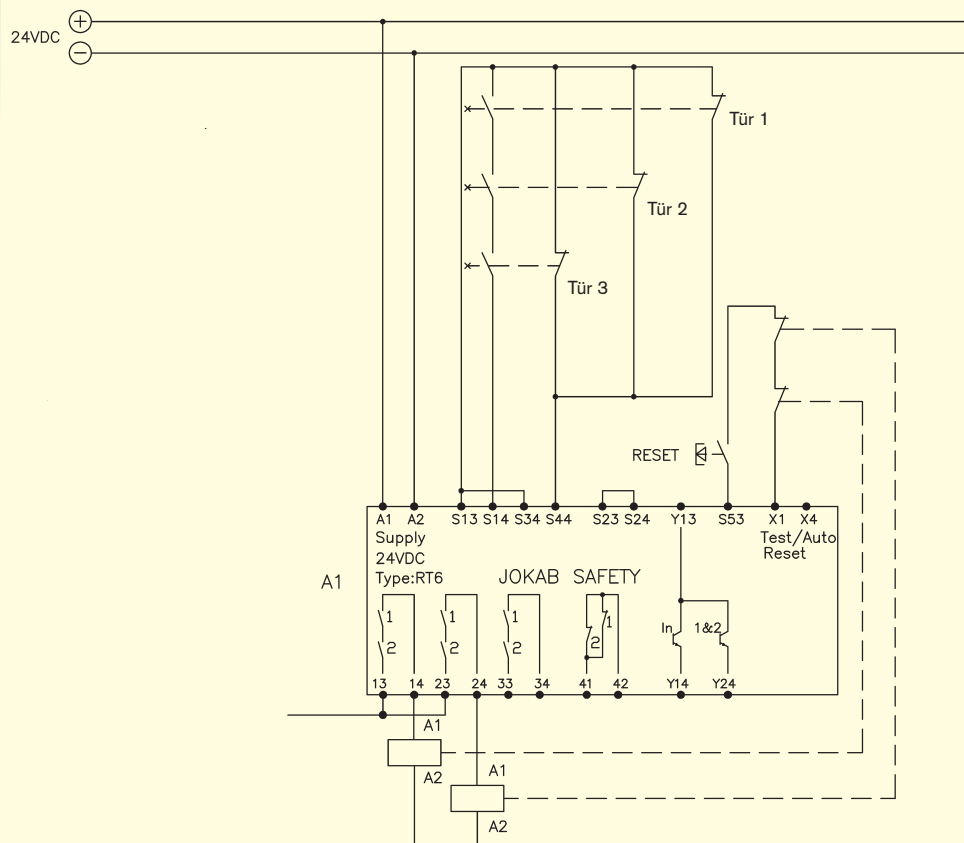 24VDC
Tür 1
Tür 2
Tür 3
RESET
A1 A2 S13 S14 S34 S44 S23 S24 Y13 S53 X1 X4
Supply
24VDC
Type:RT6
Test/Auto
Reset
A1
JOKAB SAFETY
1 1 1 1
2 2 2 2
In 1&2
13 14 23 24 33 34 41 42 Y14 Y24
A1
A2
A1
A2